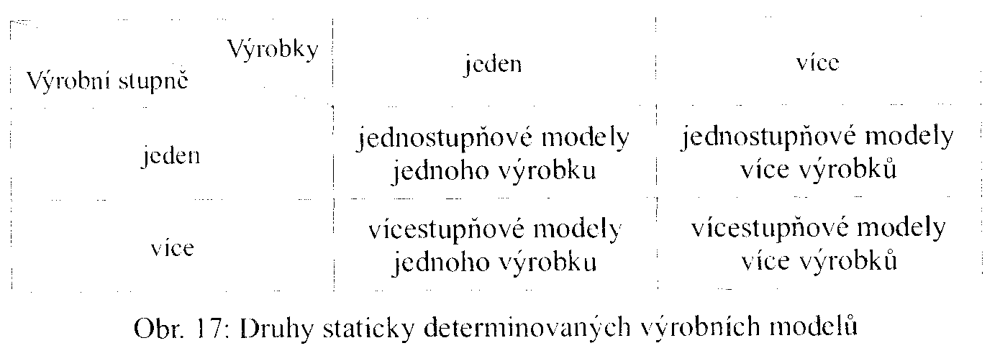 Výrobky
Výrobní stupně
jeden
více
jeden
jednostupňové modely
jednoho výrobku
jednostupňové modely
více výrobků
více
vícestupňové modely
jednoho výrobku
vícestupňové modely
více výrobků
Obr. 17: Druhy staticky determinovaných výrobních modelů